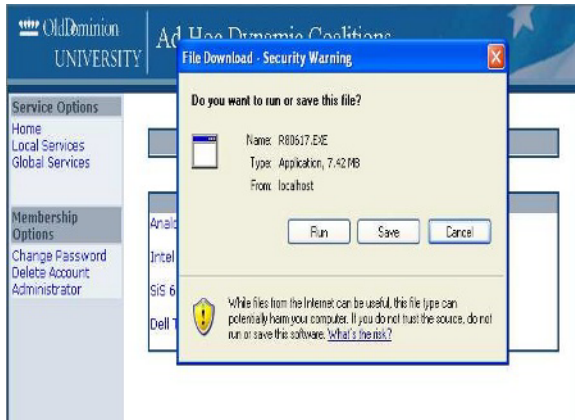 OldDominion
UNIVERSITY
Ad Hoc Dynamic Coalitions
File Download - Security Warning
Do you want to run or save this file?
Name: R80617.EXE
Type: Application, 7.42 MB
From: localhost
Run
Save
Cancel
While files from the Internet can be useful, this file type can
potentially harm your computer. If you do not trust the source, do not
run or save this software. What's the risk?
Service Options
Home
Local Services
Global Services
Membership
Options
Change Password
Delete Account
Administrator
Intel
SiS 6
Dell T